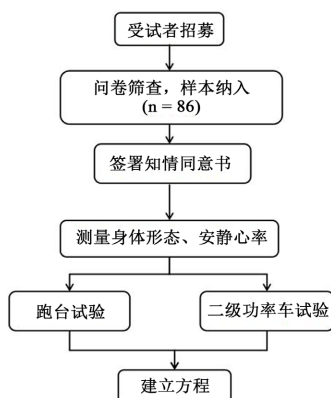 受试者招募
问卷筛查，样本纳入
(n = 86)
签署知情同意书
测量身体形态、安静心率
跑台试验
二级功率车试验
建立方程